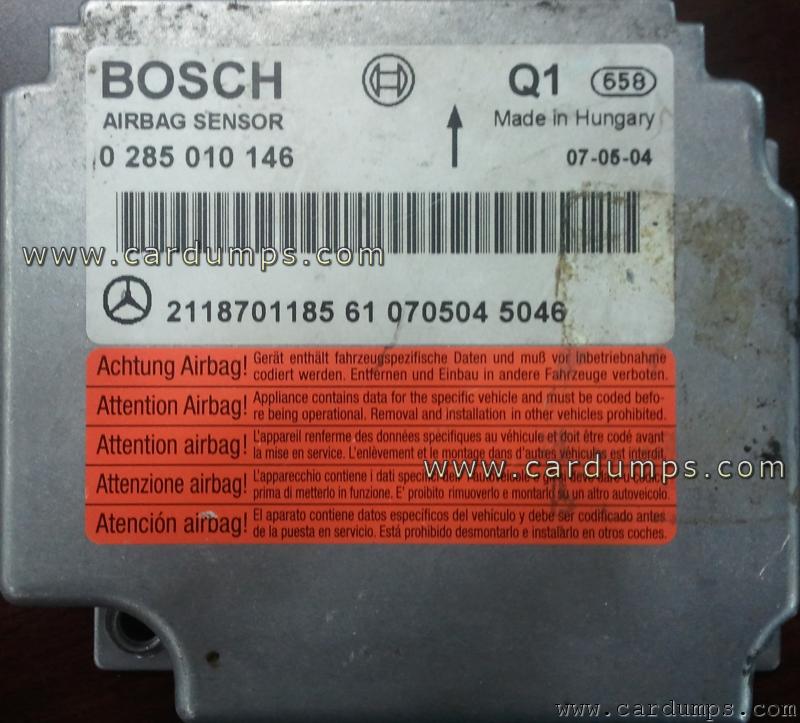 BOSCH
Q1 658
AIRBAG SENSOR
Made in Hungary
0 285 010 146
07-05-04
www.cardumps.com
2118701185 61 070504 5046
Achtung Airbag! Gerät enthält fahrzeugspezifische Daten und muß vor Inbetriebnahme
codiert werden. Entfernen und Einbau in andere Fahrzeuge verboten.
Attention Airbag! Appliance contains data for the specific vehicle and must be coded befo-
re being operational. Removal and installation in other vehicles prohibited.
Attention airbag! L'appareil renferme des données spécifiques au véhicule et doit être codé avant
la mise en service. L'enlèvement et le montage dans d'autres véhicules est interdit.
www.cardumps.com
Attenzione airbag! L'apparecchio contiene i dati
prima di metterlo in funzione. E' proibito rimuoverlo e montarlo su un altro autoveicolo.
Atención airbag! El aparato contiene datos especificos del vehículo y debe ser codificado antes
de la puesta en servicio. Está prohibido desmontarlo e instalarlo en otros coches.
www.cardumps.com